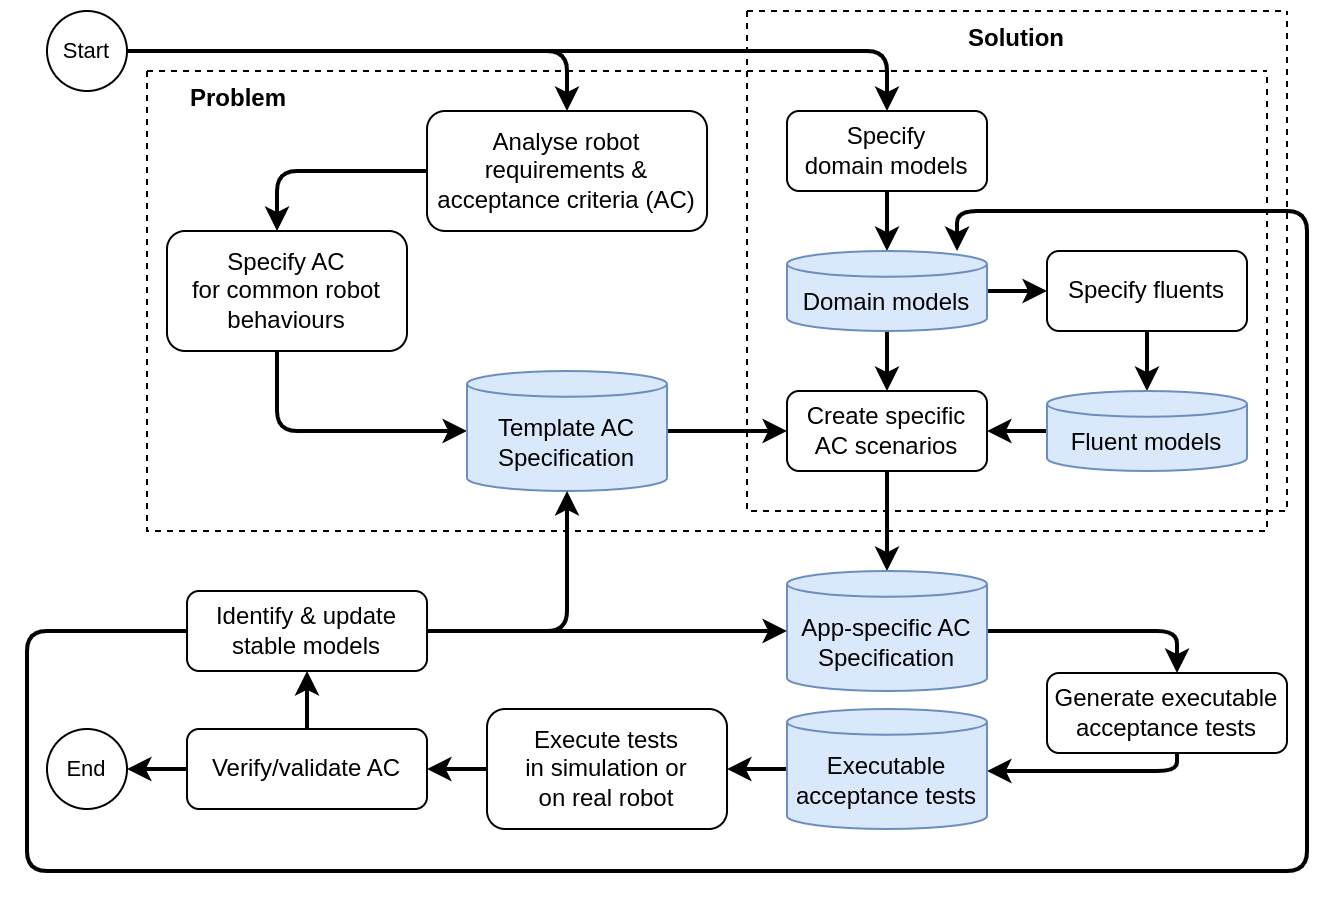 Start
Solution
Problem
Analyse robot
requirements &
acceptance criteria (AC)
Specify
domain models
Specify AC
for common robot
behaviours
Domain models
Specify fluents
Template AC
Specification
Create specific
AC scenarios
Fluent models
Identify & update
stable models
App-specific AC
Specification
Generate executable
acceptance tests
End
Verify/validate AC
Execute tests
in simulation or
on real robot
Executable
acceptance tests